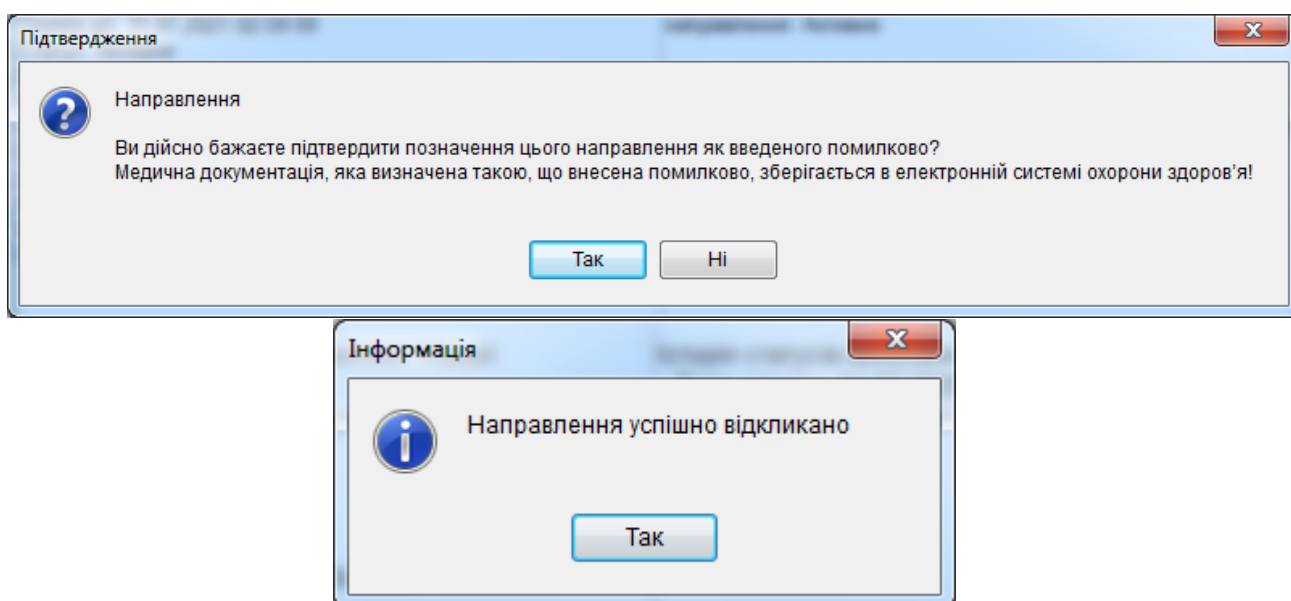 Підтвердження
Направлення
Ви дійсно бажаєте підтвердити позначення цього направлення як введеного помилково?
Медична документація, яка визначена такою, що внесена помилково, зберігається в електронній системі охорони здоров'я!
Так Ні
Інформація
Направлення успішно відкликано
Так